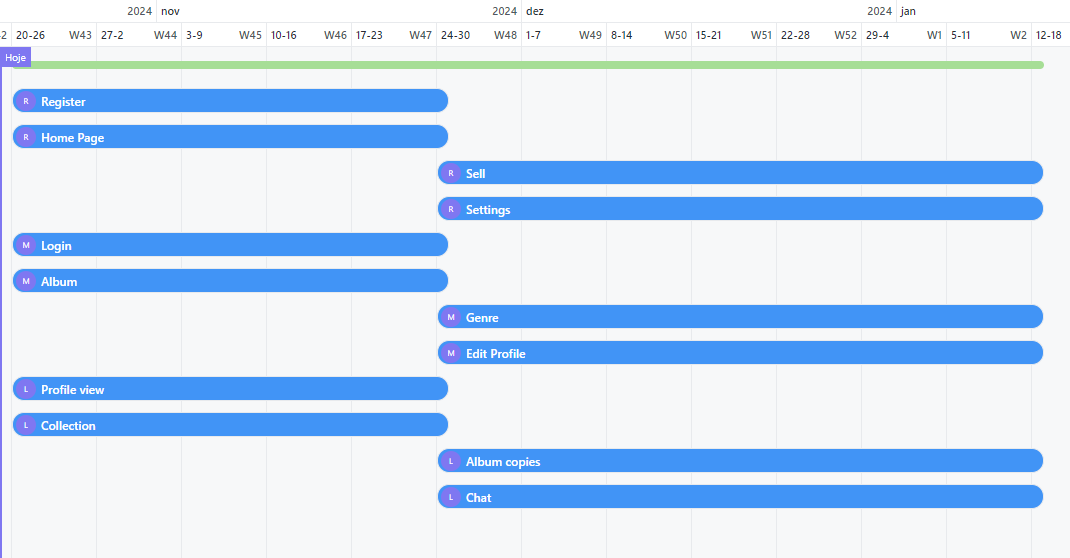 2024 nov 2024 dez 2024 jan
2 20-26 W43 27-2 W44 3-9 W45 10-16 W46 17-23 W47 24-30 W48 1-7 W49 8-14 W50 15-21 W51 22-28 W52 29-4 W1 5-11 W2 12-18
Hoje
R Register
R Home Page
R Sell
R Settings
M Login
M Album
M Genre
M Edit Profile
L Profile view
L Collection
L Album copies
L Chat